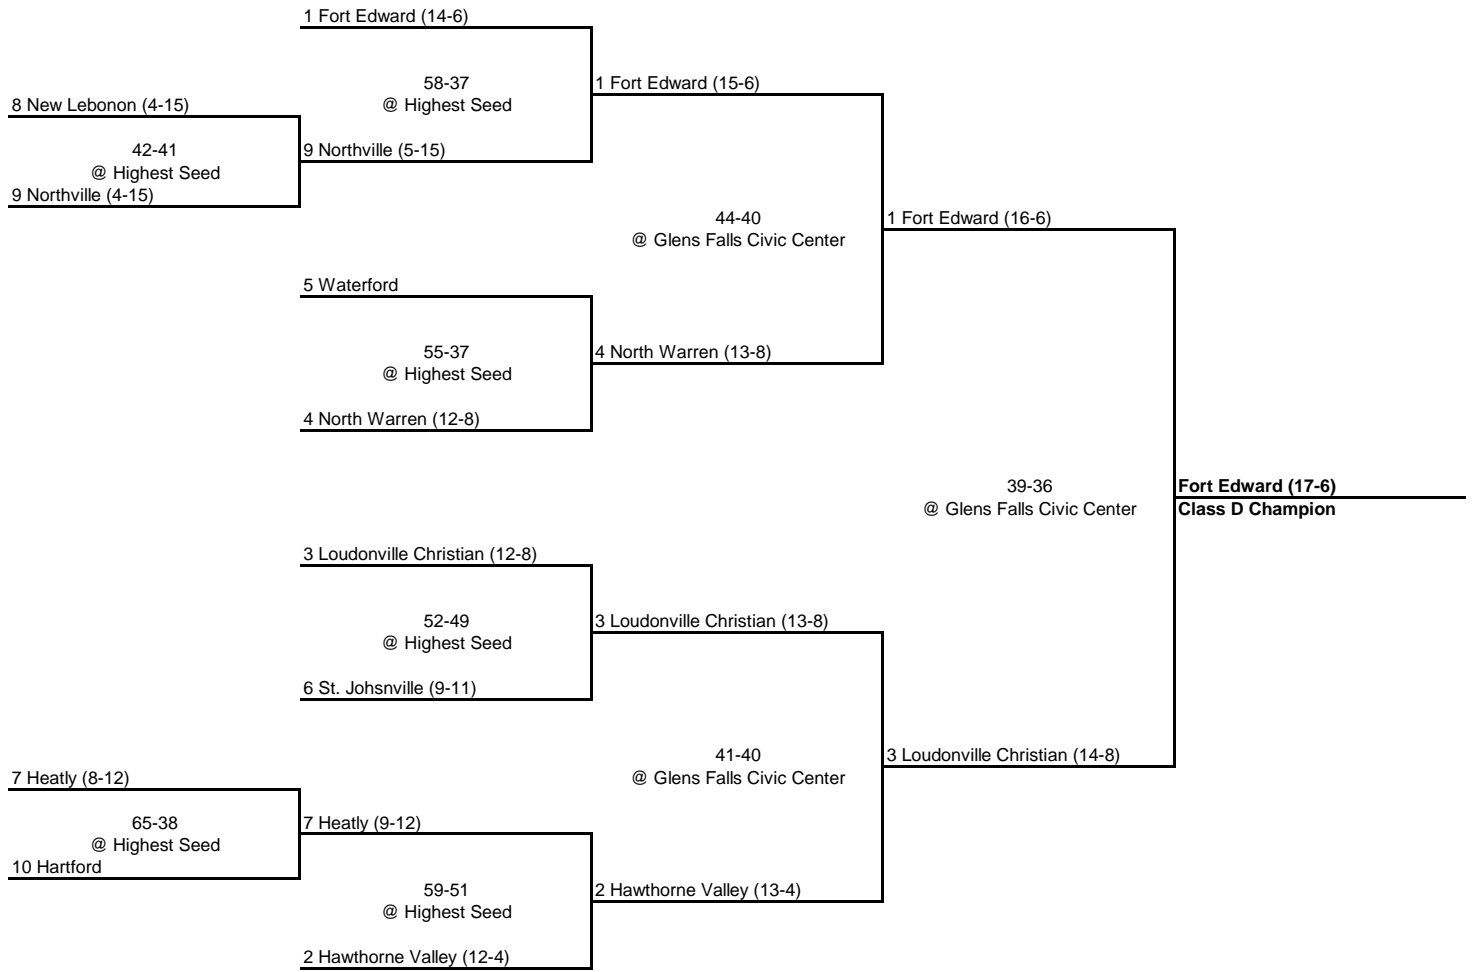 1 Fort Edward (14-6)
58-37
@ Highest Seed
1 Fort Edward (15-6)
8 New Lebonon (4-15)
42-41
@ Highest Seed
9 Northville (5-15)
9 Northville (4-15)
44-40
@ Glens Falls Civic Center
1 Fort Edward (16-6)
5 Waterford
55-37
@ Highest Seed
4 North Warren (13-8)
4 North Warren (12-8)
39-36
@ Glens Falls Civic Center
Fort Edward (17-6)
Class D Champion
3 Loudonville Christian (12-8)
52-49
@ Highest Seed
3 Loudonville Christian (13-8)
6 St. Johsnville (9-11)
41-40
@ Glens Falls Civic Center
3 Loudonville Christian (14-8)
7 Heatly (8-12)
65-38
@ Highest Seed
7 Heatly (9-12)
10 Hartford
59-51
@ Highest Seed
2 Hawthorne Valley (13-4)
2 Hawthorne Valley (12-4)